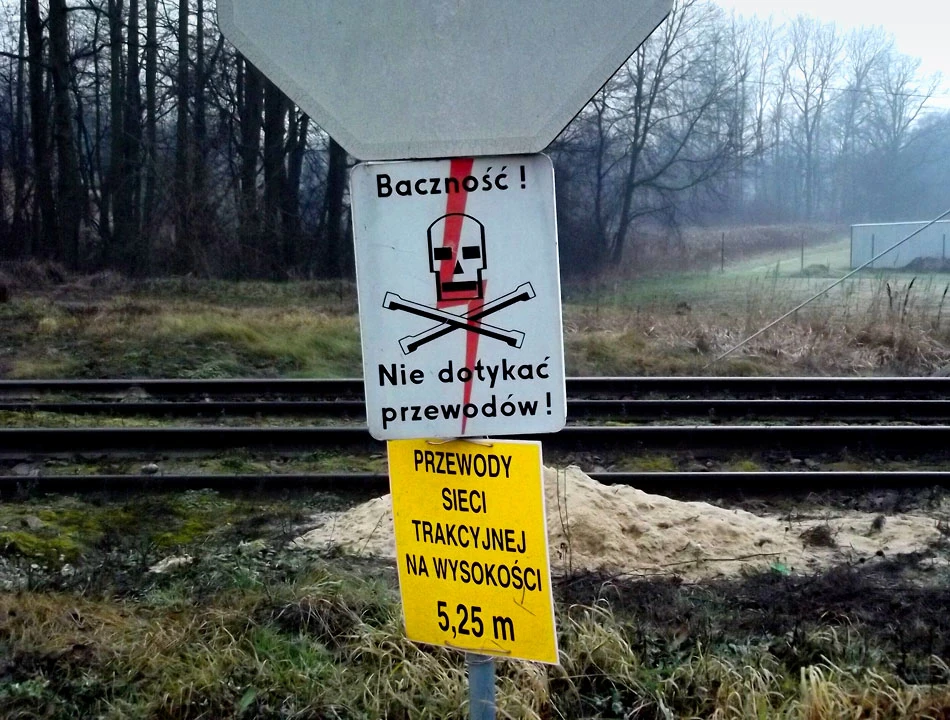 Baczność !
Nie dotykać
przewodów !
PRZEWODY
SIECI
TRAKCYJNEJ
NA WYSOKOŚCI
5,25 m